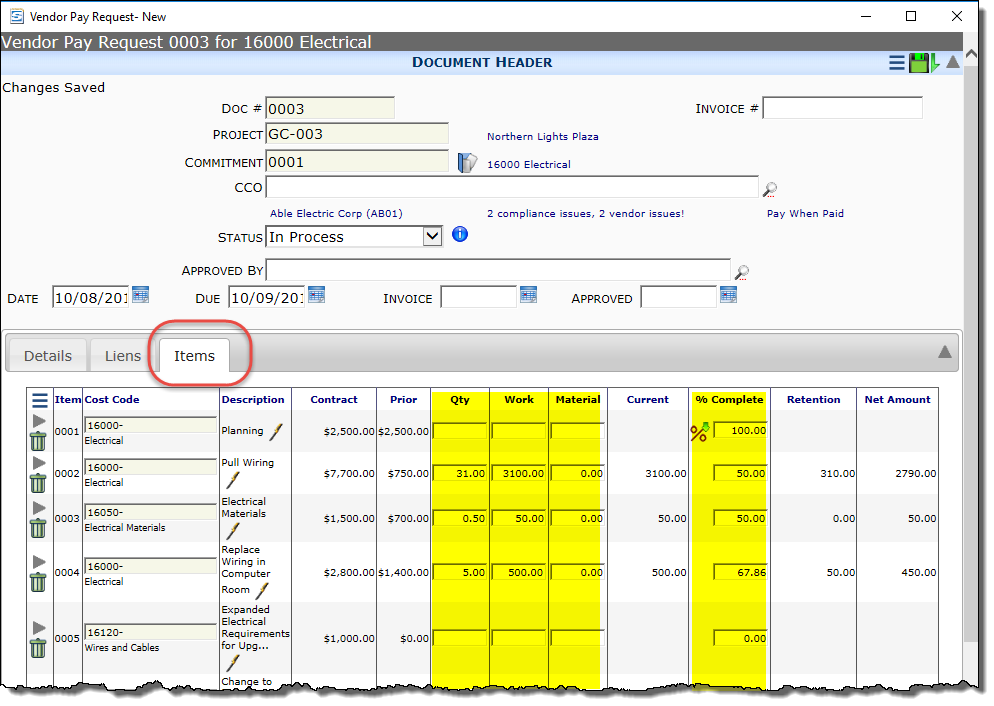 Vendor Pay Request- New
Vendor Pay Request 0003 for 16000 Electrical
DOCUMENT HEADER
Changes Saved
DOC # 0003 INVOICE #
PROJECT GC-003 Northern Lights Plaza
COMMITMENT 0001 16000 Electrical
CCO
Able Electric Corp (AB01) 2 compliance issues, 2 vendor issues! Pay When Paid
STATUS In Process
APPROVED BY
DATE 10/08/201 DUE 10/09/201 INVOICE APPROVED
Details Liens Items
Item Cost Code Description Contract Prior Qty Work Material Current % Complete Retention Net Amount
0001 16000- Planning $2,500.00 $2,500.00 % 100.00
Electrical
0002 16000- Pull Wiring $7,700.00 $750.00 31.00 3100.00 0.00 3100.00 50.00 310.00 2790.00
Electrical
0003 16050- Electrical Materials $1,500.00 $700.00 0.50 50.00 0.00 50.00 50.00 0.00 50.00
Electrical Materials
0004 16000- Replace Wiring in Computer Room $2,800.00 $1,400.00 5.00 500.00 0.00 500.00 67.86 50.00 450.00
Electrical
0005 16120- Expanded Electrical Requirements for Upg... $1,000.00 $0.00 0.00
Wires and Cables
Change to